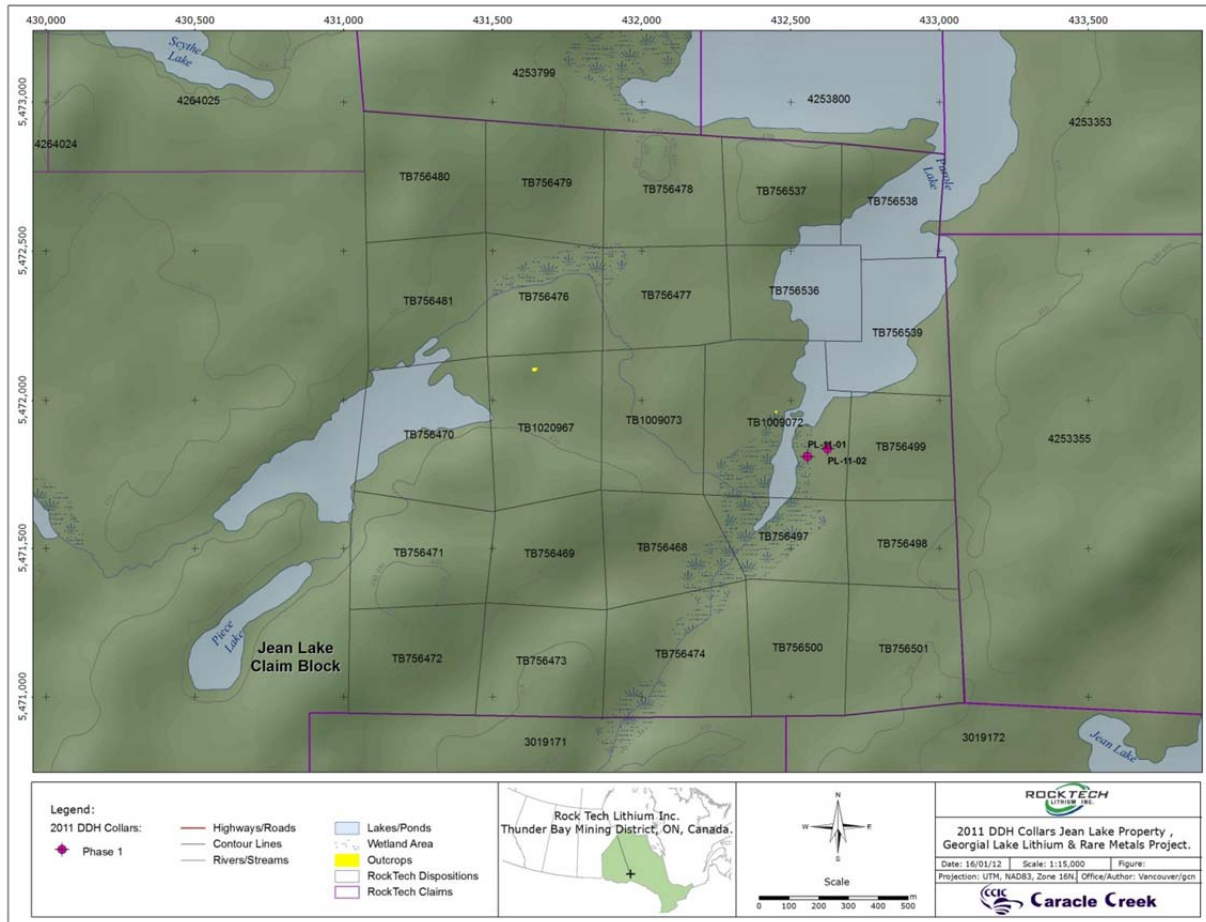 430,000
430,500
431,000
431,500
432,000
432,500
433,000
433,500
5,473,000
5,472,500
5,472,000
5,471,500
5,471,000
Scythe
Lake
4264025
4253799
4253800
4253353
4264024
TB756480
TB756479
TB756478
TB756537
TB756538
Lake
TB756481
TB756476
TB756477
TB756536
TB756539
TB756470
TB1020967
TB1009073
TB1009072
TB756499
4253355
PL-11-01
PL-11-02
TB756471
TB756469
TB756468
TB756497
TB756498
Piece
Lake
Jean Lake
Claim Block
TB756472
TB756473
TB756474
TB756500
TB756501
3019171
3019172
Jean Lake
Legend:
2011 DDH Collars:
Phase 1
Highways/Roads
Contour Lines
Rivers/Streams
Lakes/Ponds
Wetland Area
Outcrops
RockTech Dispositions
RockTech Claims
Rock Tech Lithium Inc.
Thunder Bay Mining District, ON, Canada.
N
W E
S
Scale
0 100 200 300 400 500 m
ROCKTECH
LITHIUM INC.
2011 DDH Collars Jean Lake Property ,
Georgial Lake Lithium & Rare Metals Project.
Date: 16/01/12 Scale: 1:15,000 Figure:
Projection: UTM, NAD83, Zone 16N. Office/Author: Vancouver/gcn
CCIC Caracle Creek